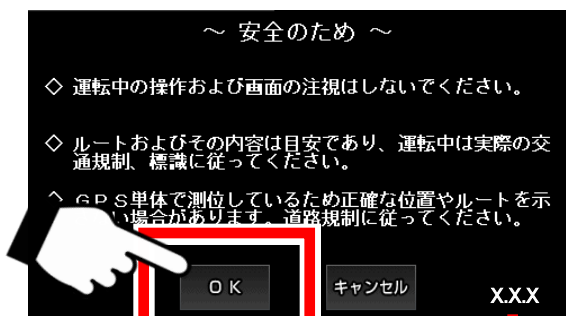 ～ 安全のため ～
◇ 運転中の操作および画面の注視はしないでください。
◇ ルートおよびその内容は目安であり、運転中は実際の交
通規制、標識に従ってください。
◇ ＧＰＳ単体で測位しているため正確な位置やルートを示
い場合があります。道路規制に従ってください。
ＯＫ
キャンセル
X.X.X